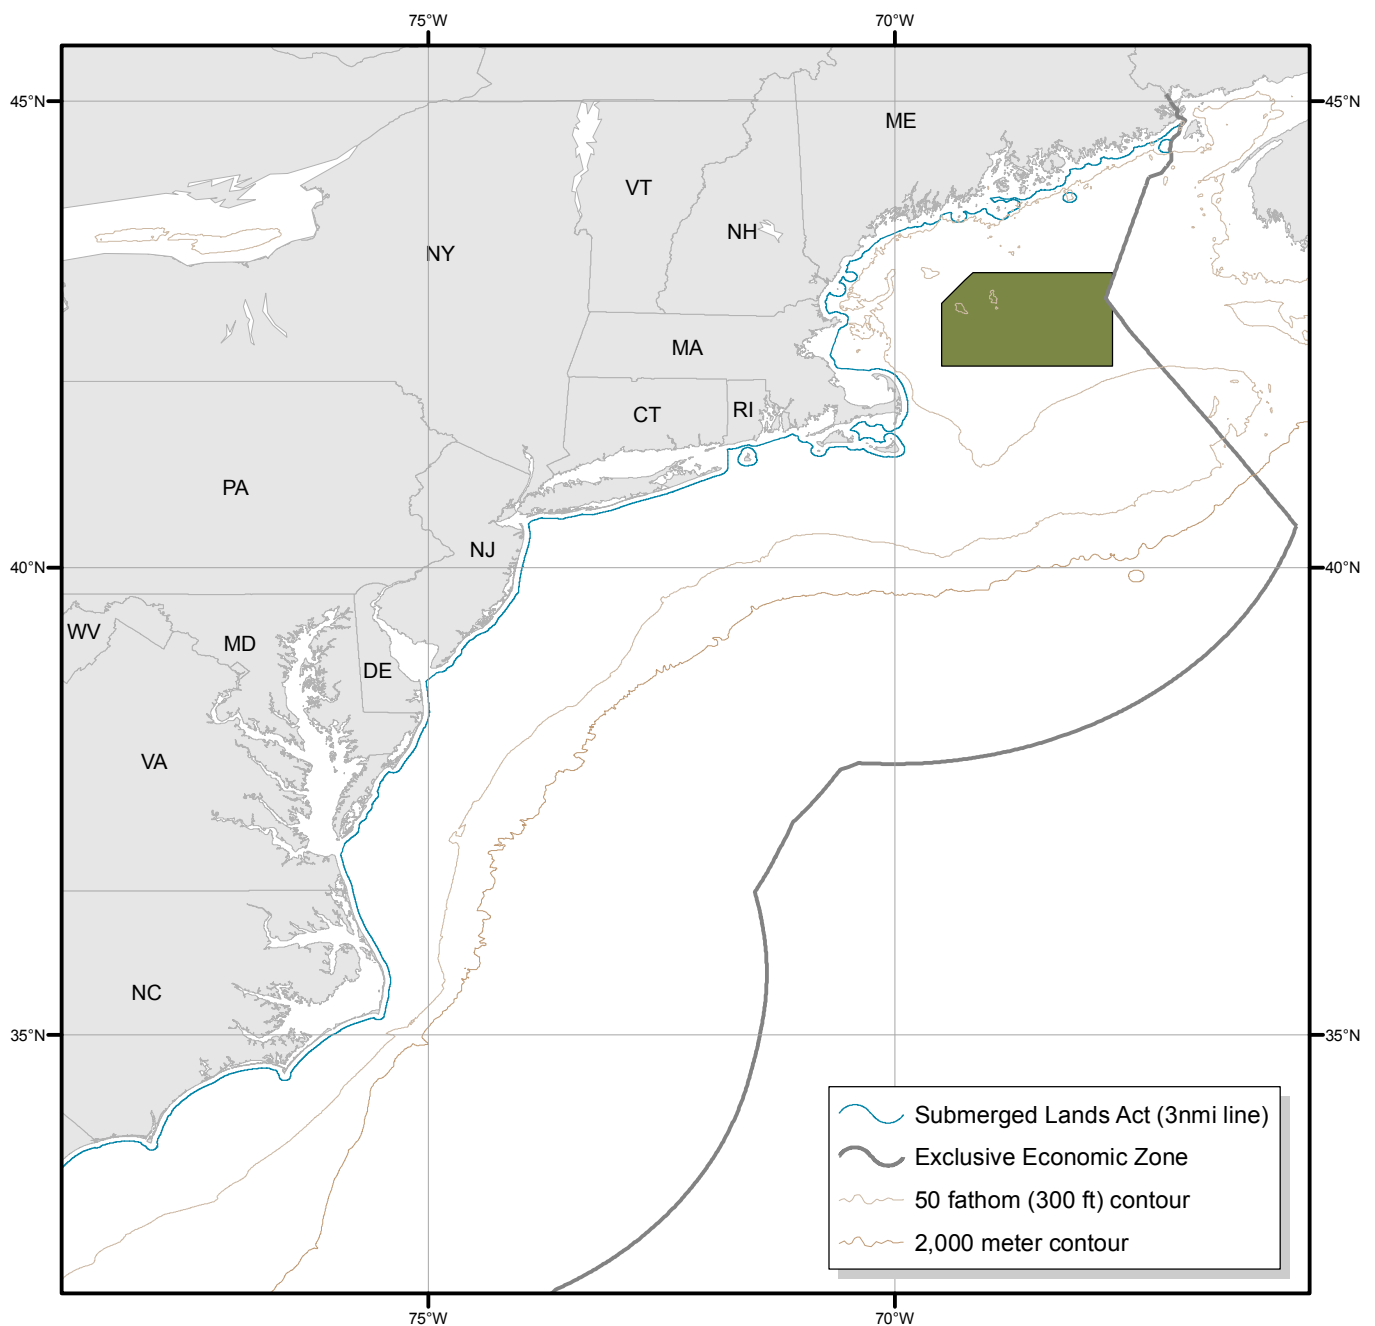 75°W 70°W
45°N 45°N
ME
VT
NH
NY
MA
CT RI
PA
NJ
40°N 40°N
WV
MD
DE
VA
NC
35°N 35°N
Submerged Lands Act (3nmi line)
Exclusive Economic Zone
50 fathom (300 ft) contour
2,000 meter contour
75°W 70°W